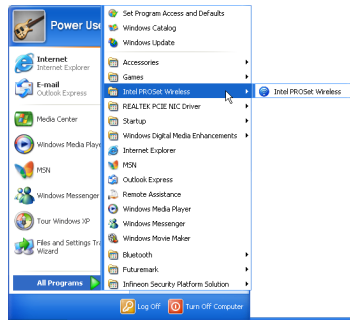 Power Use
Internet
Internet Explorer
E-mail
Outlook Express
Media Center
Windows Media Playe
MSN
Windows Messenger
Tour Windows XP
Files and Settings Tra
Wizard
All Programs
Set Program Access and Defaults
Windows Catalog
Windows Update
Accessories
Games
Intel PROSet Wireless
REALTEK PCIE NIC Driver
Startup
Windows Digital Media Enhancements
Internet Explorer
MSN
Outlook Express
Remote Assistance
Windows Media Player
Windows Messenger
Windows Movie Maker
Bluetooth
Futuremark
Infineon Security Platform Solution
Intel PROSet Wireless
Log Off
Turn Off Computer